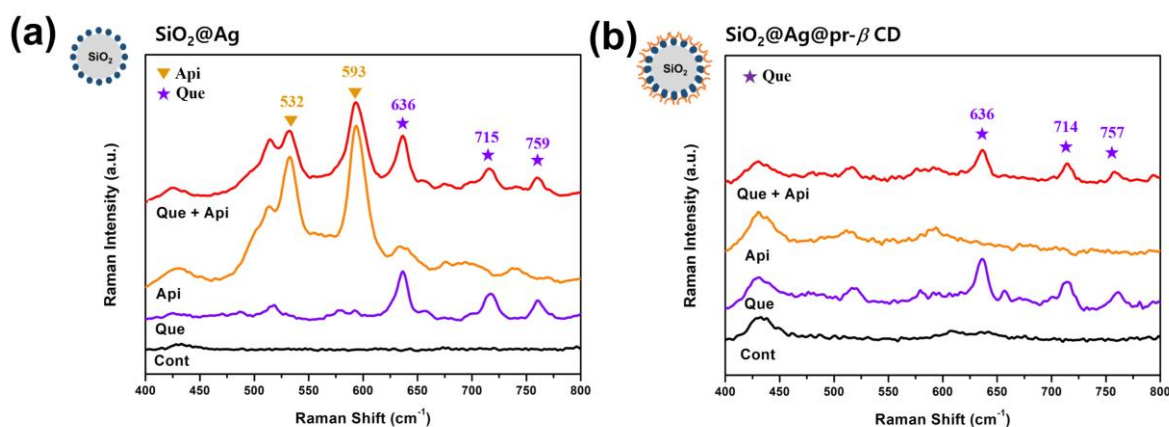 (a)
SiO2
SiO2@Ag
▼ Api
★ Que
532
593
636
715
759
Que + Api
Api
Que
Cont
Raman Intensity (a.u.)
400 450 500 550 600 650 700 750 800
Raman Shift (cm-1)
(b)
SiO2
SiO2@Ag@pr-β CD
★ Que
636
714
757
Que + Api
Api
Que
Cont
Raman Intensity (a.u.)
400 450 500 550 600 650 700 750 800
Raman Shift (cm-1)